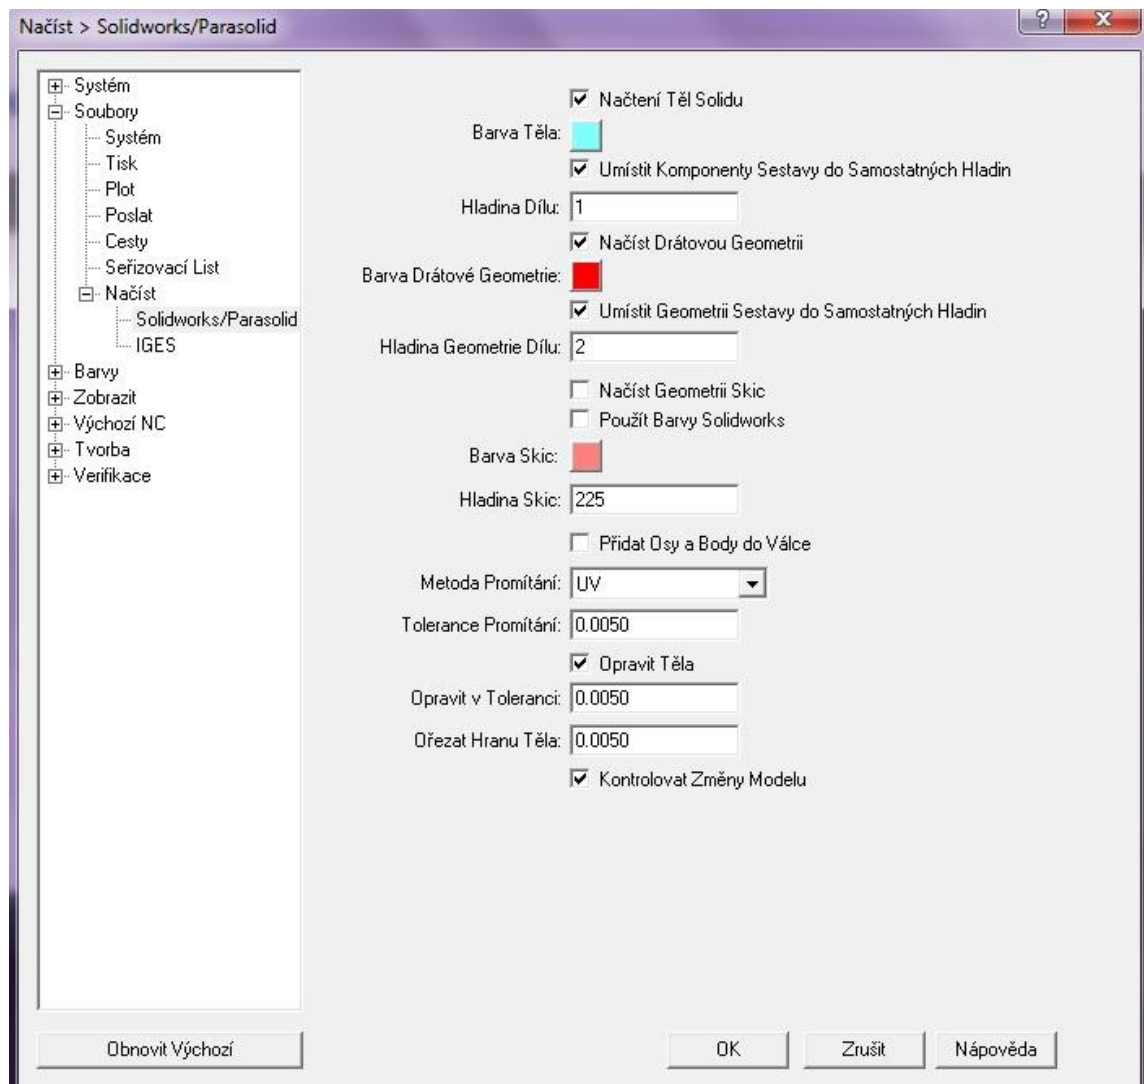 Načíst > Solidworks/Parasolid
Systém
Soubory
Systém
Tisk
Plot
Poslat
Cesty
Seřizovací List
Načíst
Solidworks/Parasolid
IGES
Barvy
Zobrazit
Výchozí NC
Tvorba
Verifikace
Načtení Těl Solidu
Barva Těla:
Umístit Komponenty Sestavy do Samostatných Hladin
Hladina Dílu: 1
Načíst Drátovou Geometrii
Barva Drátové Geometrie:
Umístit Geometrii Sestavy do Samostatných Hladin
Hladina Geometrie Dílu: 2
Načíst Geometrii Skic
Použít Barvy Solidworks
Barva Skic:
Hladina Skic: 225
Přidat Osy a Body do Válce
Metoda Promítání: UV
Tolerance Promítání: 0.0050
Opravit Těla
Opravit v Toleranci: 0.0050
Ořezat Hranu Těla: 0.0050
Kontrolovat Změny Modelu
Obnovit Výchozí OK Zrušit Nápověda